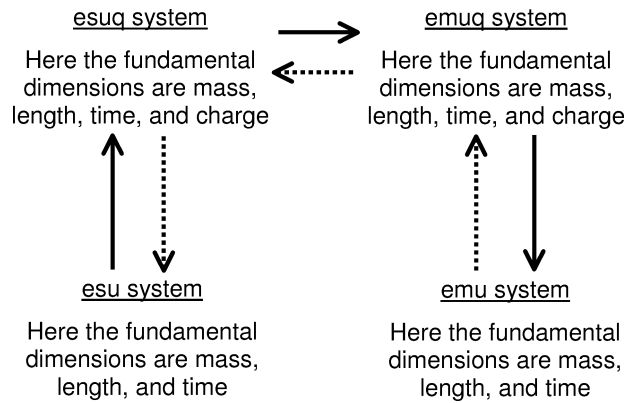 esuq system
Here the fundamental
dimensions are mass,
length, time, and charge
emuq system
Here the fundamental
dimensions are mass,
length, time, and charge
esu system
Here the fundamental
dimensions are mass,
length, and time
emu system
Here the fundamental
dimensions are mass,
length, and time